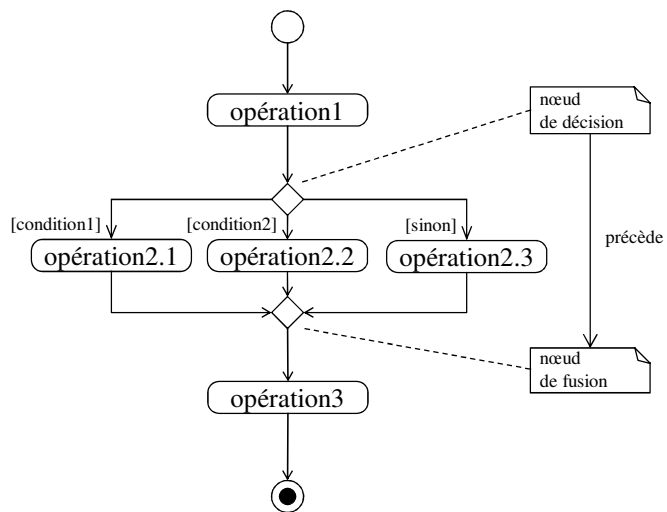 opération1
nœud
de décision
[condition1]
[condition2]
[sinon]
précède
opération2.1
opération2.2
opération2.3
nœud
de fusion
opération3